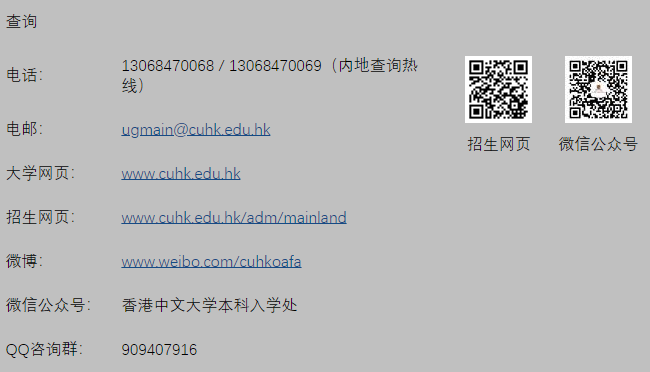 查询
电话：
13068470068 / 13068470069（内地查询热
线）
电邮：
ugmain@cuhk.edu.hk
大学网页：
www.cuhk.edu.hk
招生网页：
www.cuhk.edu.hk/adm/mainland
微博：
www.weibo.com/cuhkoafa
微信公众号：
香港中文大学本科入学处
QQ咨询群：
909407916
招生网页
微信公众号